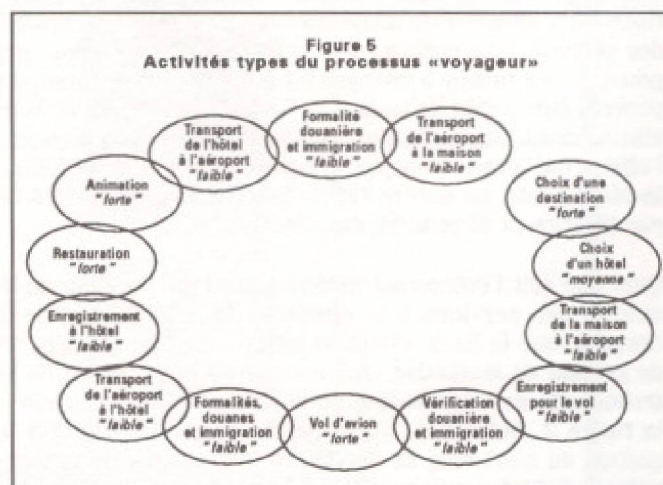 Figure 5
Activités types du processus «voyageur»
Choix d'une
destination
"forte"
Choix
d'un hôtel
"moyenne"
Transport
de la maison
à l'aéroport
"faible"
Enregistrement
pour le vol
"faible"
Vérification
douanière
et immigration
"faible"
Vol d'avion
"forte"
Formalités,
douanes
et immigration
"faible"
Transport
de l'aéroport
à l'hôtel
"faible"
Enregistrement
à l'hôtel
"faible"
Restauration
"forte"
Animation
"forte"
Transport
de l'hôtel
à l'aéroport
"faible"
Formalité
douanière
et immigration
"faible"
Transport
de l'aéroport
à la maison
"faible"